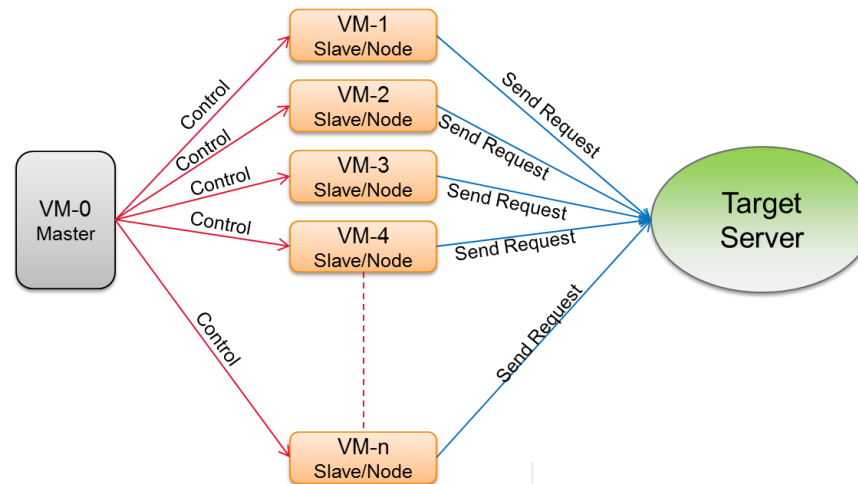 VM-1
Slave/Node
Control
Send Request
VM-2
Slave/Node
Control
Send Request
VM-3
Slave/Node
Control
Send Request
VM-0
Master
VM-4
Slave/Node
Control
Send Request
Target
Server
Control
Send Request
VM-n
Slave/Node